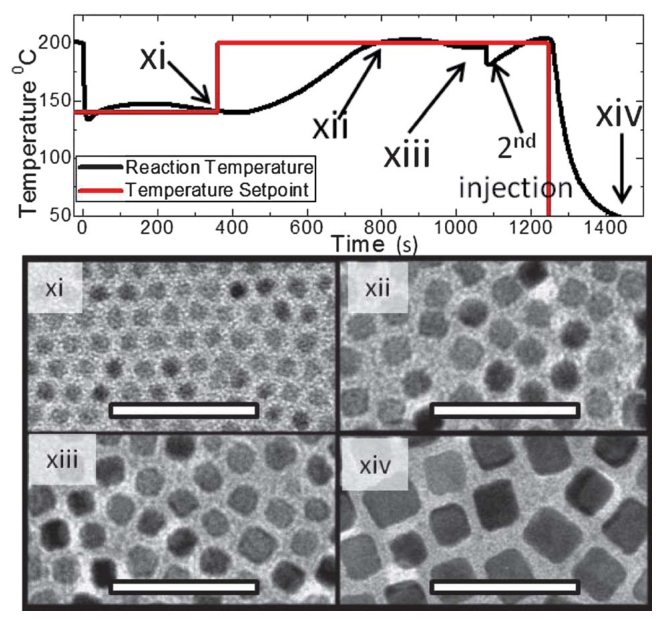 200
150
100
50
Temperature ⁰C
xi
xii
xiii
2nd
injection
xiv
Reaction Temperature
Temperature Setpoint
0 200 400 600 800 1000 1200 1400
Time (s)
xi
xii
xiii
xiv